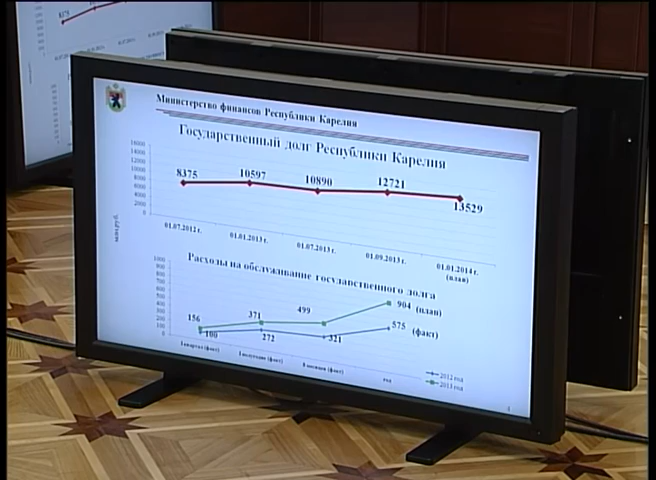 Министерство финансов Республики Карелия
Государственный долг Республики Карелия
16000
14000
12000
10000
8000
6000
4000
2000
0
млн.руб.
8375
10597
10890
12721
13529
01.07.2012 г.
01.01.2013 г.
01.07.2013 г.
01.09.2013 г.
01.01.2014 г.
(план)
Расходы на обслуживание государственного долга
1000
900
800
700
600
500
400
300
200
100
0
156
371
499
904 (план)
100
272
321
575 (факт)
год
2012 год
2013 год
8375